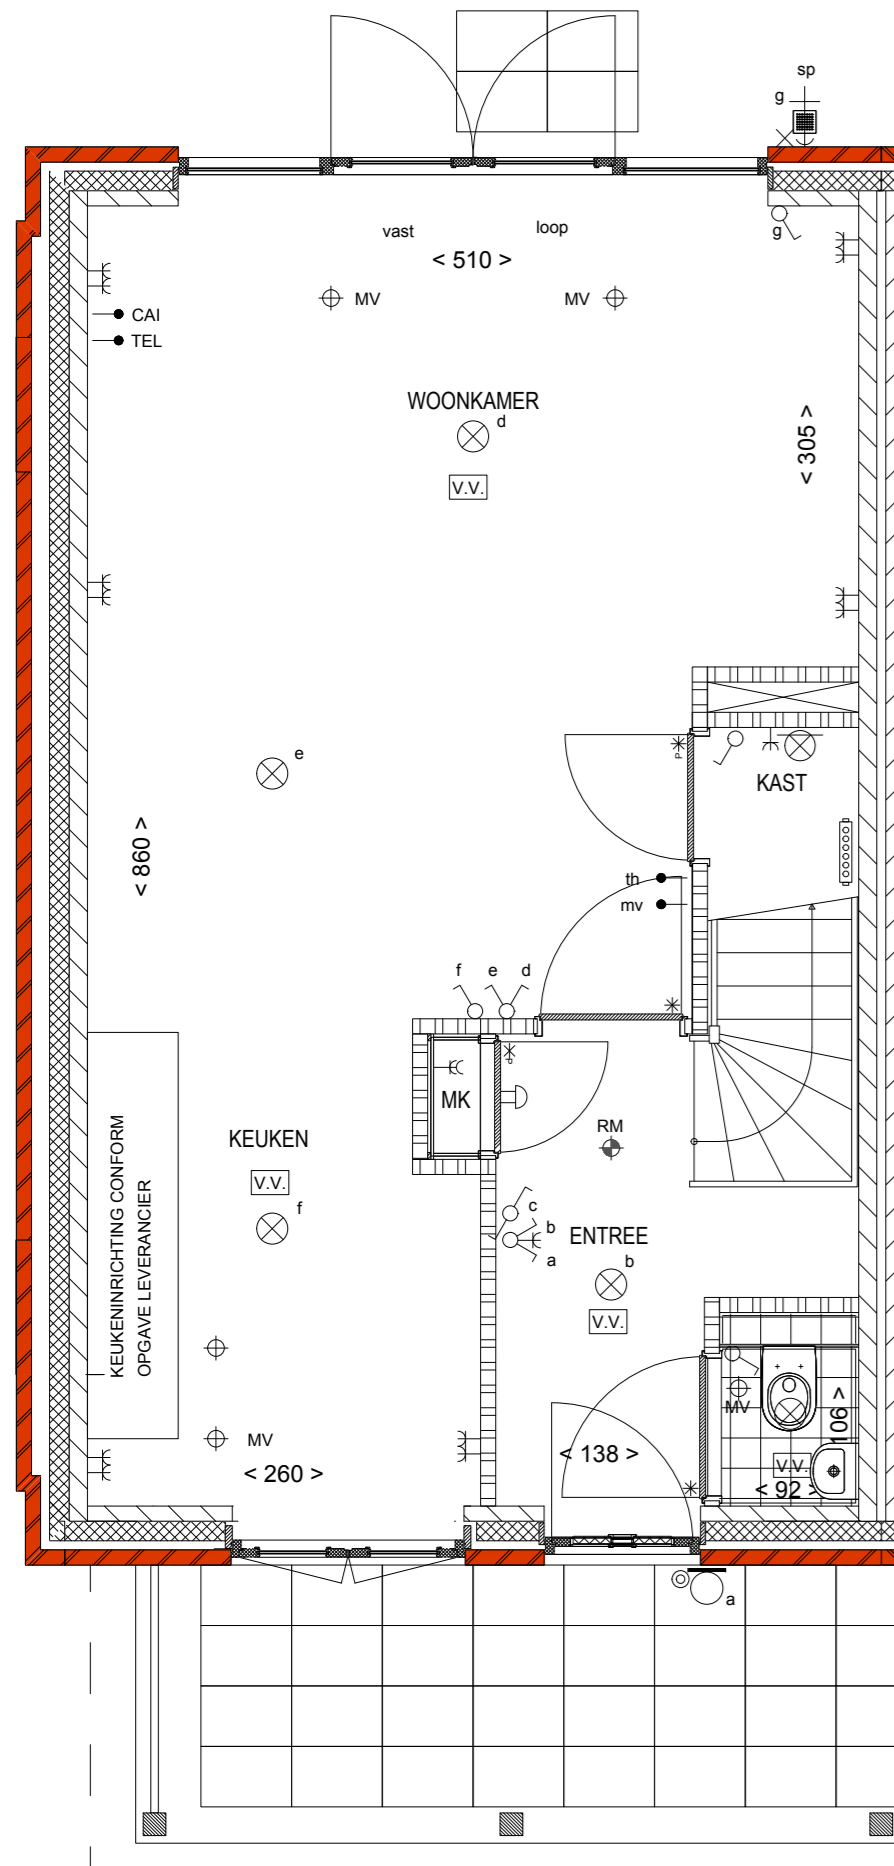 sp
g
g
vast
loop
< 510 >
MV
MV
CAI
TEL
WOONKAMER
d
V.V.
< 305 >
e
P
KAST
< 860 >
th
mv
f
e
d
P
MK
RM
KEUKEN
V.V.
f
KEUKENINRICHTING CONFORM
OPGAVE LEVERANCIER
c
b
a
ENTREE
b
V.V.
MV
106 >
MV
< 138 >
V.V.
< 260 >
< 92 >
a